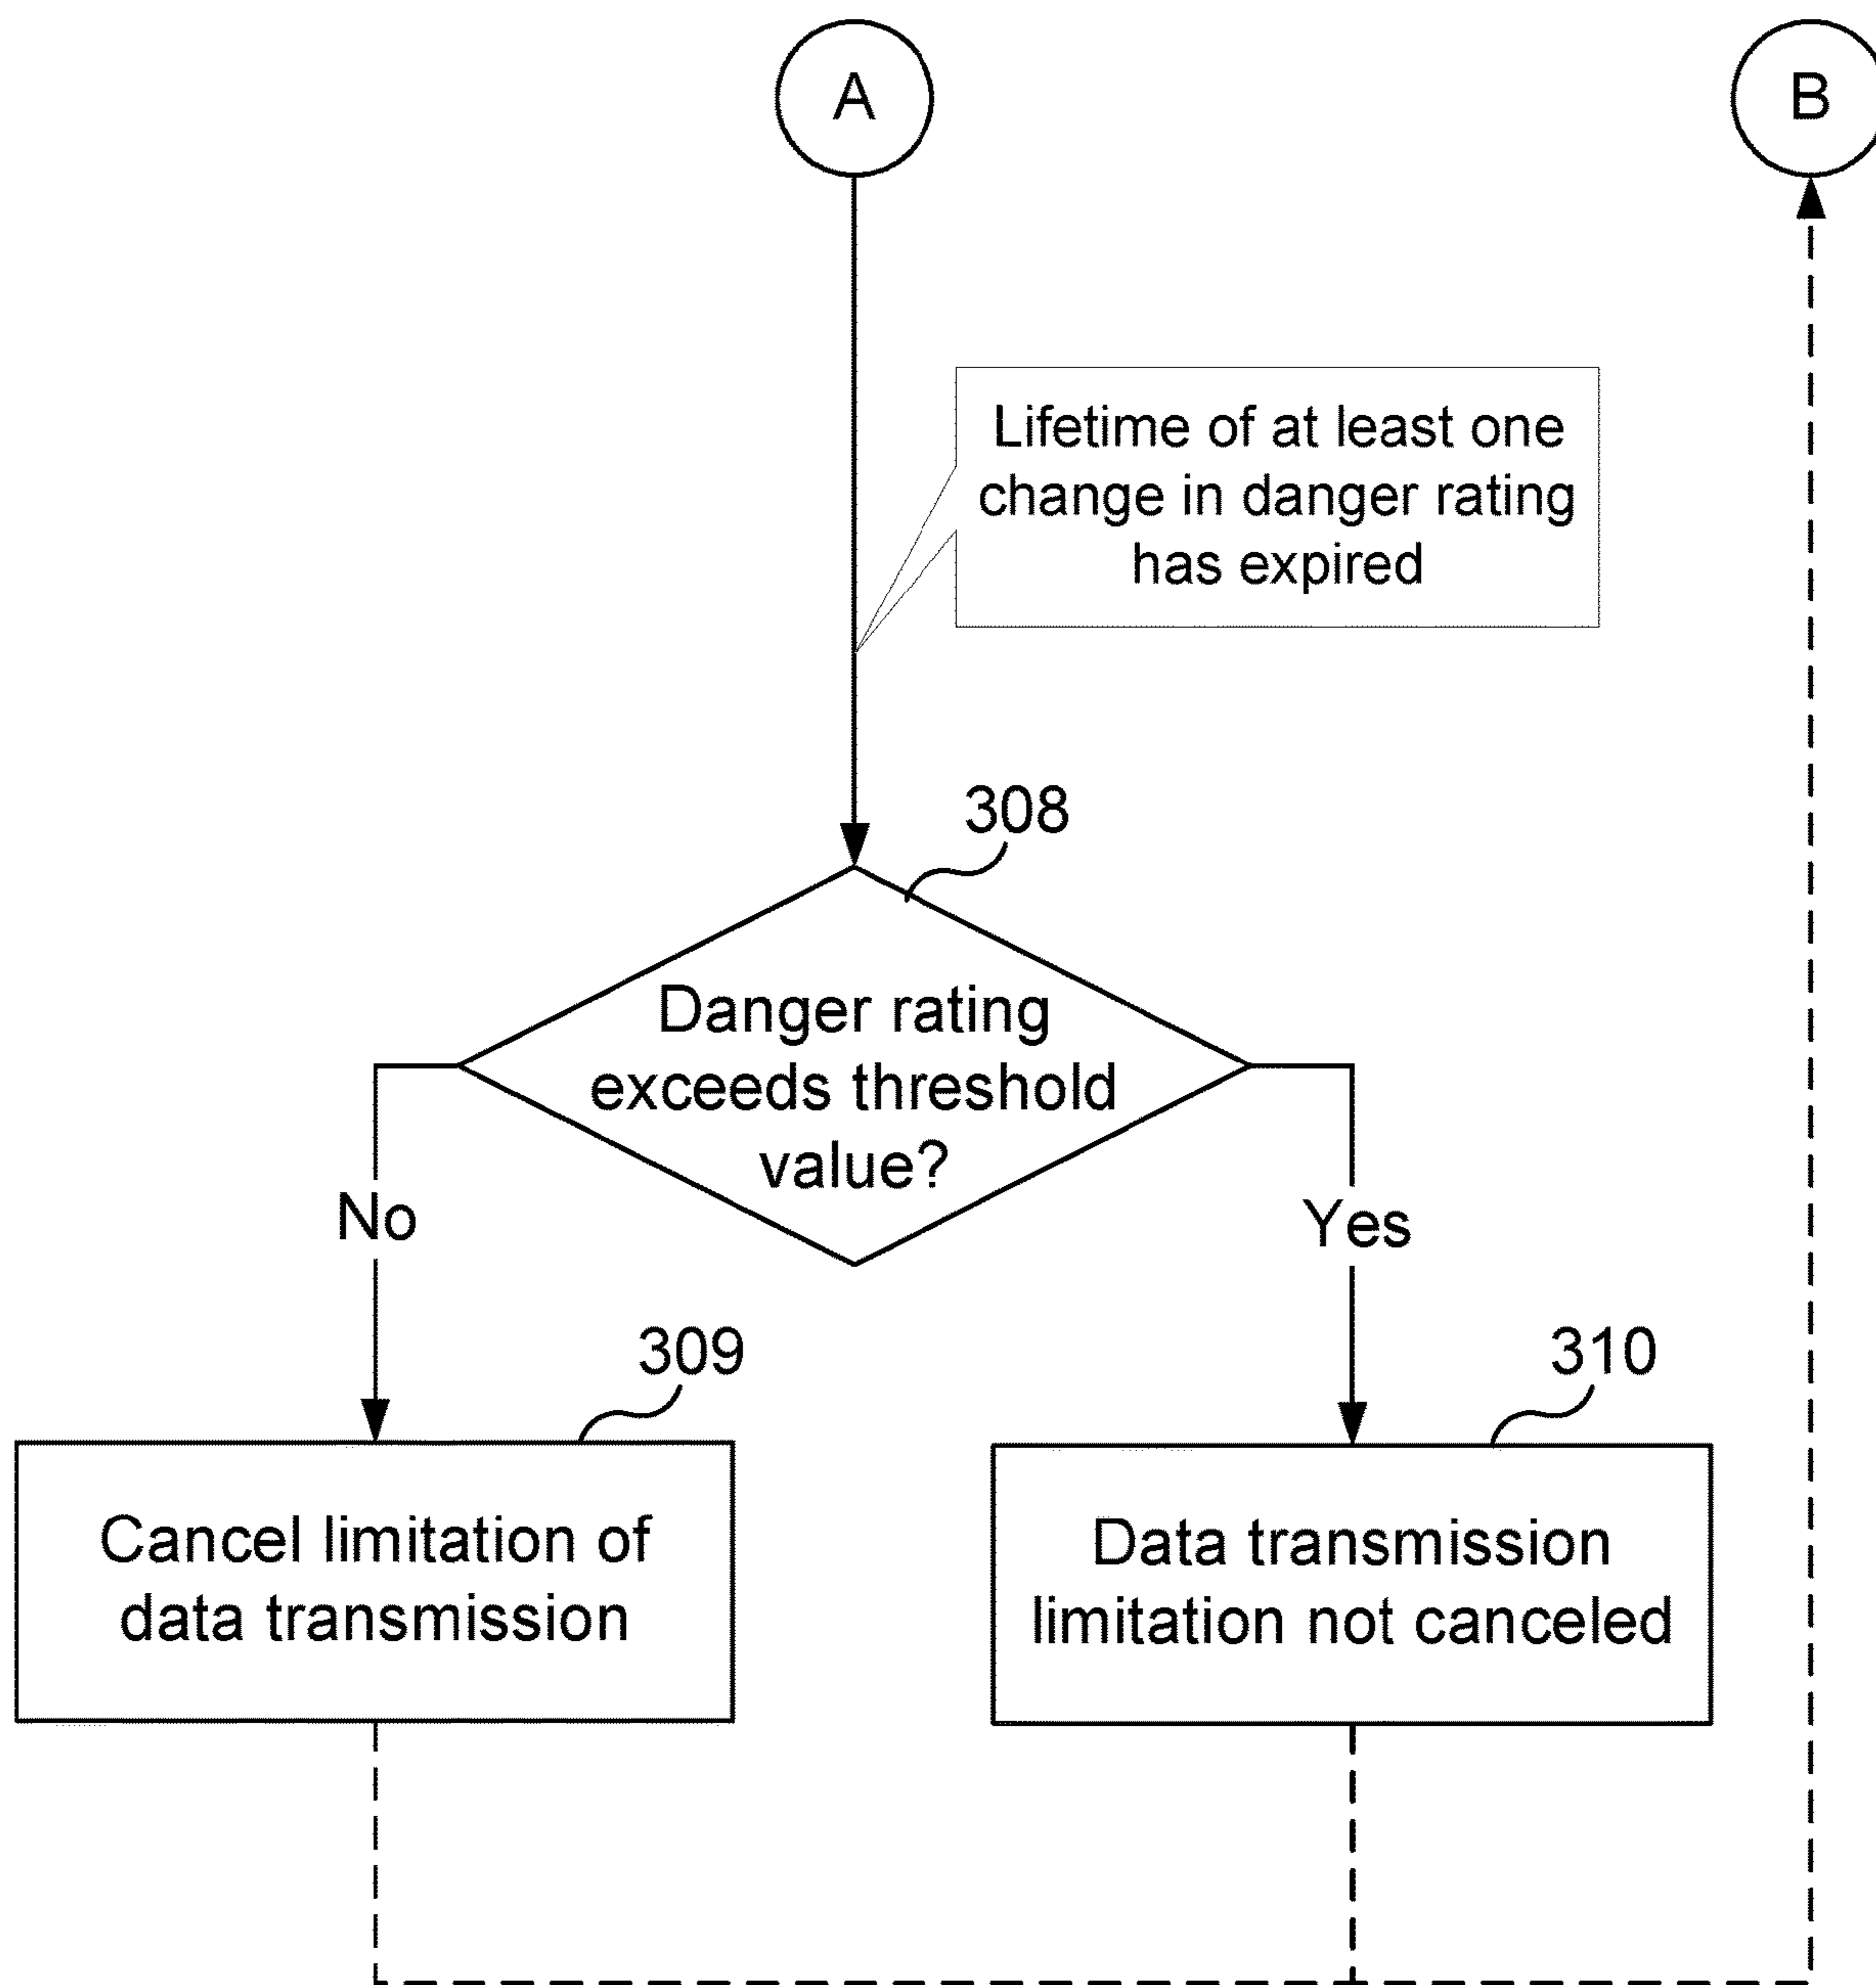 A
B
Lifetime of at least one
change in danger rating
has expired
308
Danger rating
exceeds threshold
value?
No
Yes
309
310
Cancel limitation of
data transmission
Data transmission
limitation not canceled